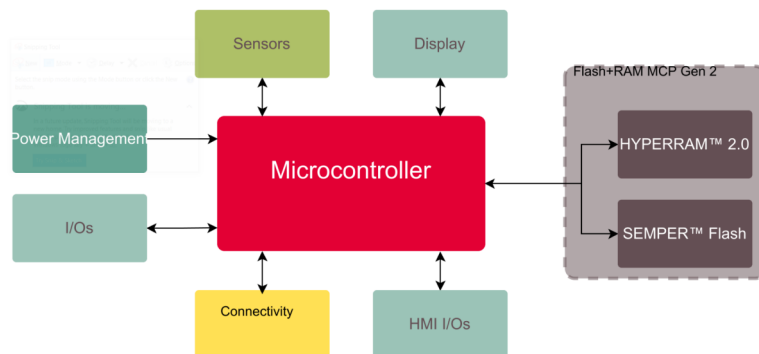 Sensors
Display
Flash+RAM MCP Gen 2
Power Management
Microcontroller
HYPERRAM™ 2.0
I/Os
SEMPER™ Flash
Connectivity
HMI I/Os